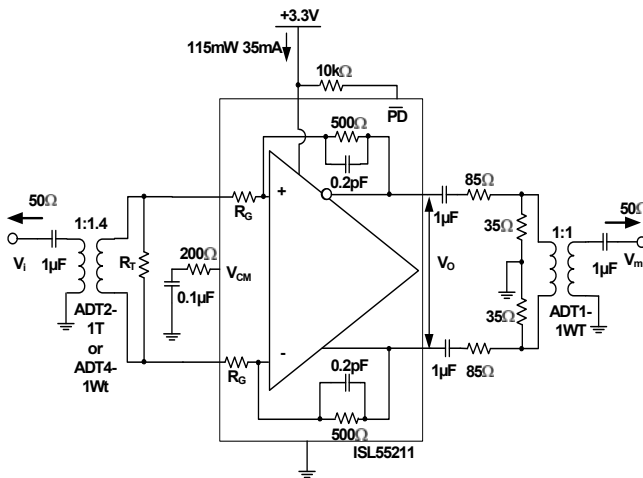 +3.3V
115mW 35mA
10kΩ
PD
500Ω
0.2pF
50Ω
1:1.4
Vi
1µF
RT
ADT2-
1T
or
ADT4-
1Wt
RG
+
200Ω
VCM
0.1µF
-
RG
0.2pF
500Ω
ISL55211
85Ω
1µF
35Ω
1:1
50Ω
VO
1µF
Vm
35Ω
ADT1-
1WT
1µF
85Ω